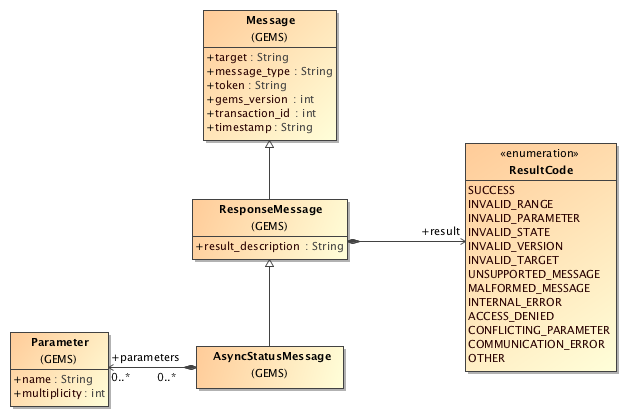 Message
(GEMS)
+target : String
+message_type : String
+token : String
+gems_version : int
+transaction_id : int
+timestamp : String
«enumeration»
ResultCode
SUCCESS
INVALID_RANGE
INVALID_PARAMETER
INVALID_STATE
INVALID_VERSION
INVALID_TARGET
UNSUPPORTED_MESSAGE
MALFORMED_MESSAGE
INTERNAL_ERROR
ACCESS_DENIED
CONFLICTING_PARAMETER
COMMUNICATION_ERROR
OTHER
ResponseMessage
(GEMS)
+result_description : String
+result
Parameter
(GEMS)
+name : String
+multiplicity : int
+parameters
0..* 0..*
AsyncStatusMessage
(GEMS)